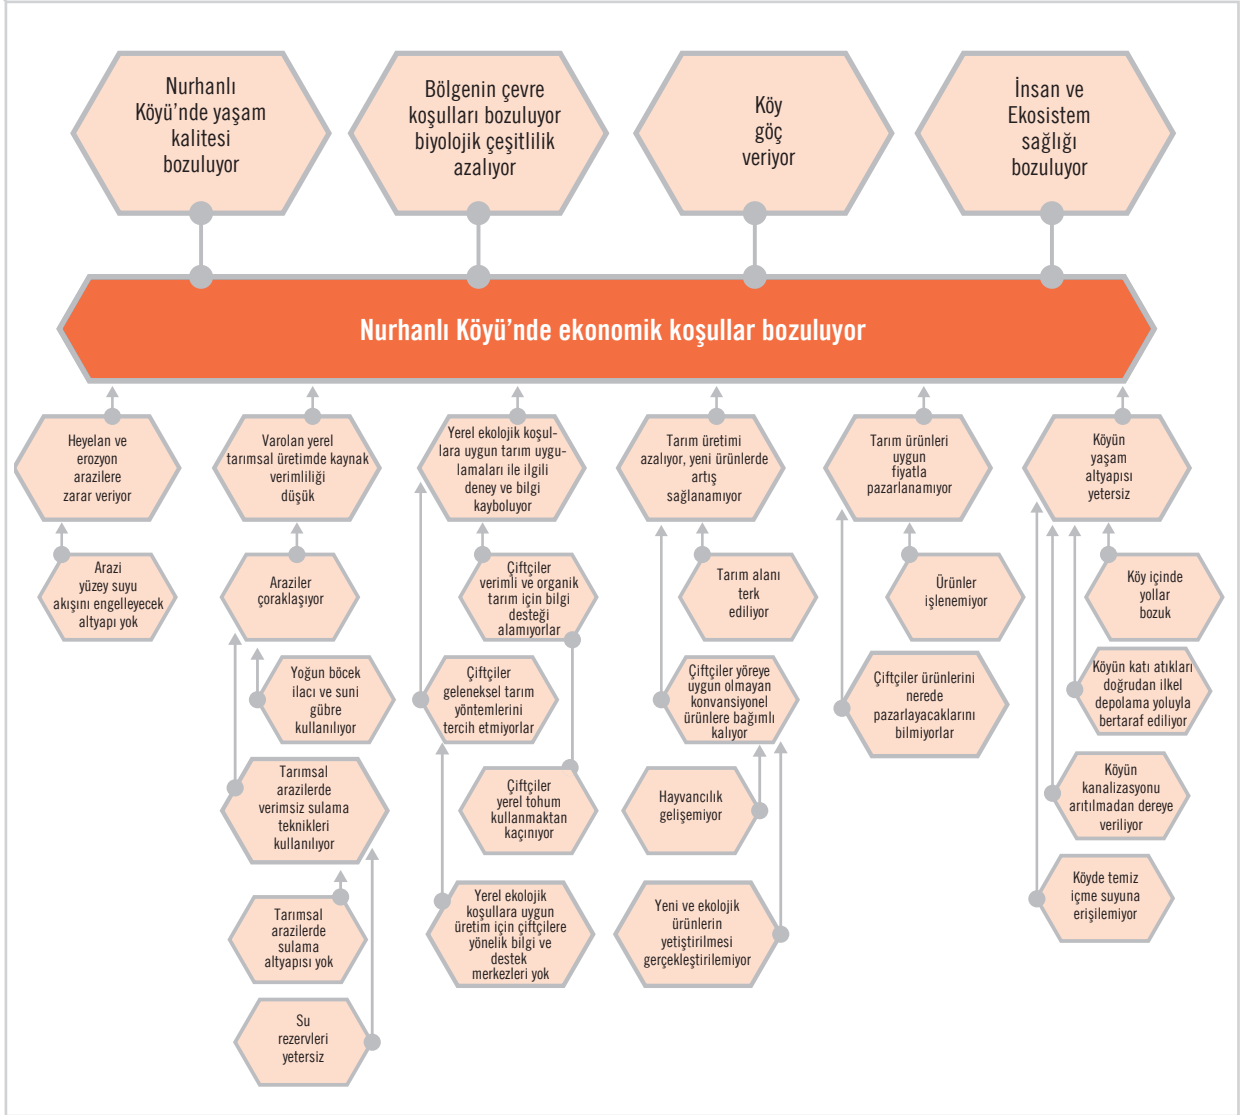 Nurhanlı
Köyü’nde yaşam
kalitesi
bozuluyor
Bölgenin çevre
koşulları bozuluyor
biyolojik çeşitlilik
azalıyor
Köy
göç
veriyor
İnsan ve
Ekosistem
sağlığı
bozuluyor
Nurhanlı Köyü’nde ekonomik koşullar bozuluyor
Heyelan ve
erozyon
arazilere
zarar veriyor
Varolan yerel
tarımsal üretimde kaynak
verimliliği
düşük
Yerel ekolojik koşul-
lara uygun tarım uygu-
lamaları ile ilgili
deney ve bilgi
kayboluyor
Tarım üretimi
azalıyor, yeni ürünlerde
artış
sağlanamıyor
Tarım ürünleri
uygun
fiyatla
pazarlanamıyor
Köyün
yaşam
altyapısı
yetersiz
Arazi
yüzey suyu
akışını engelleyecek
altyapı yok
Araziler
çoraklaşıyor
Çiftçiler
verimli ve organik
tarım için bilgi
desteği
alamıyorlar
Tarım alanı
terk
ediliyor
Ürünler
işlenemiyor
Köy içinde
yollar
bozuk
Yoğun böcek
ilacı ve suni
gübre
kullanılıyor
Çiftçiler
geleneksel tarım
yöntemlerini
tercih etmiyorlar
Çiftçiler yöreye
uygun olmayan
konvansiyonel
ürünlere bağımlı
kalıyor
Çiftçiler ürünlerini
nerede
pazarlayacaklarını
bilmiyorlar
Köyün katı atıkları
doğrudan ilkel
depolama yoluyla
bertaraf ediliyor
Tarımsal
arazilerde
verimsiz sulama
teknikleri
kullanılıyor
Çiftçiler
yerel tohum
kullanmaktan
kaçınıyor
Hayvancılık
gelişemiyor
Köyün
kanalizasyonu
arıtılmadan dereye
veriliyor
Tarımsal
arazilerde
sulama
altyapısı yok
Yerel ekolojik
koşullara uygun
üretim için çiftçilere
yönelik bilgi ve
destek
merkezleri yok
Yeni ve ekolojik
ürünlerin
yetiştirilmesi
gerçekleştirilemiyor
Köyde temiz
içme suyuna
erişilemiyor
Su
rezervleri
yetersiz